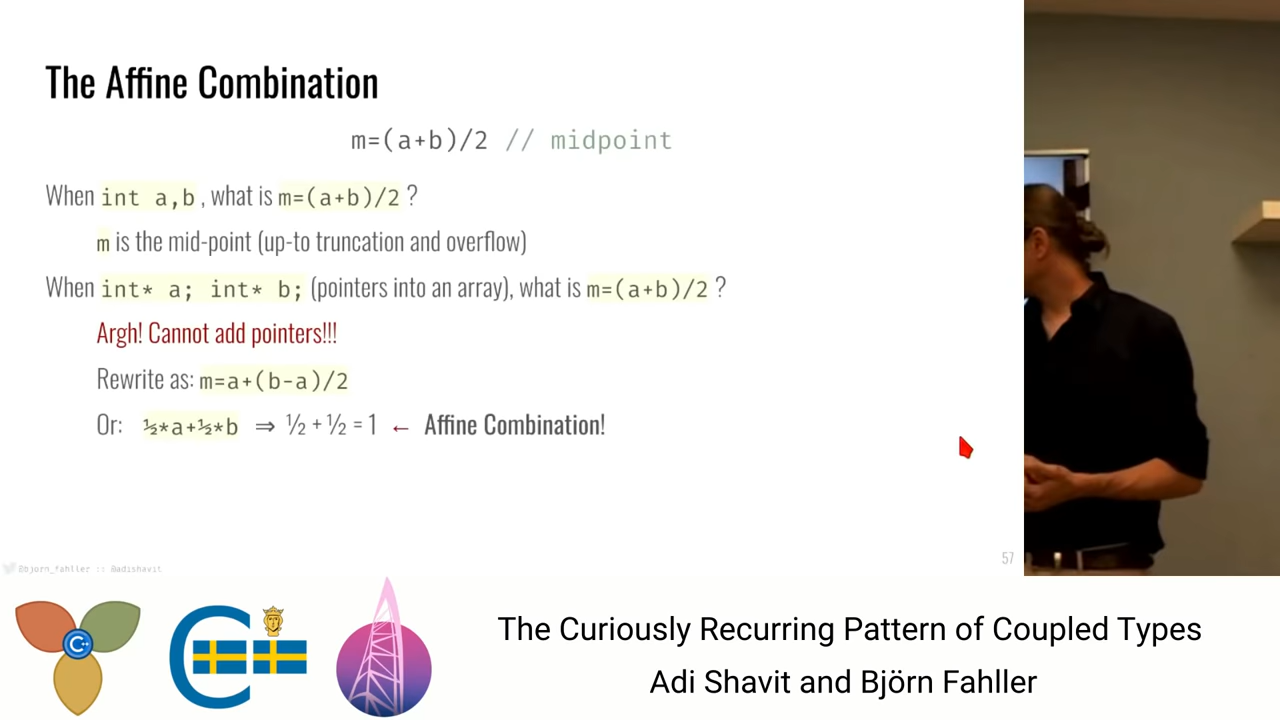 The Affine Combination
m=(a+b)/2 // midpoint
When int a,b , what is m=(a+b)/2 ?
m is the mid-point (up-to truncation and overflow)
When int* a; int* b; (pointers into an array), what is m=(a+b)/2 ?
Argh! Cannot add pointers!!!
Rewrite as: m=a+(b-a)/2
Or: ½*a+½*b ⇒ ½ + ½ = 1 ← Affine Combination!
57
@bjorn_fahller :: @adishavit
C++
The Curiously Recurring Pattern of Coupled Types
Adi Shavit and Björn Fahller